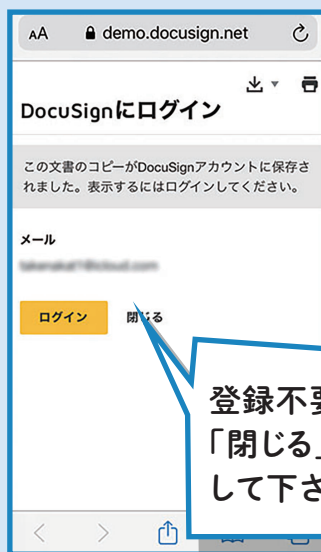 AA demo.docusign.net
DocuSignにログイン
この文書のコピーがDocuSignアカウントに保存さ
れました。表示するにはログインしてください。
メール
ログイン 閉じる
登録不要
「閉じる」
して下さ